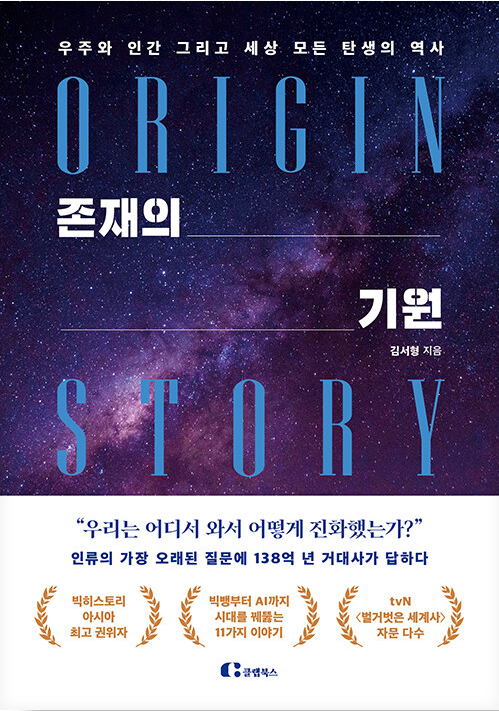 우주와 인간 그리고 세상 모든 탄생의 역사
ORIGIN
존재의
기원
김서형 지음
STORY
“우리는 어디서 와서 어떻게 진화했는가?”
인류의 가장 오래된 질문에 138억 년 거대사가 답하다
빅히스토리
아시아
최고 권위자
빅뱅부터 AI까지
시대를 꿰뚫는
11가지 이야기
tvN
〈벌거벗은 세계사〉
자문 다수
클랩북스